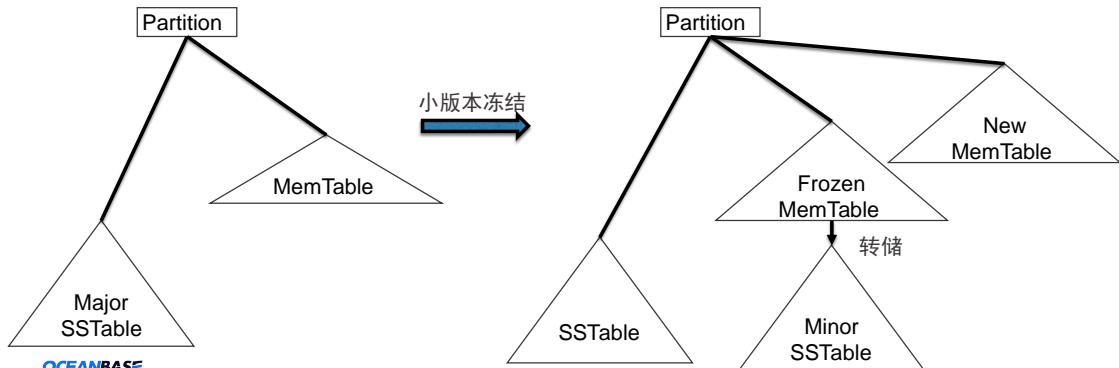 Partition
MemTable
Major
SSTable
OCEANBASE
小版本冻结
Partition
New
MemTable
Frozen
MemTable
转储
SSTable
Minor
SSTable